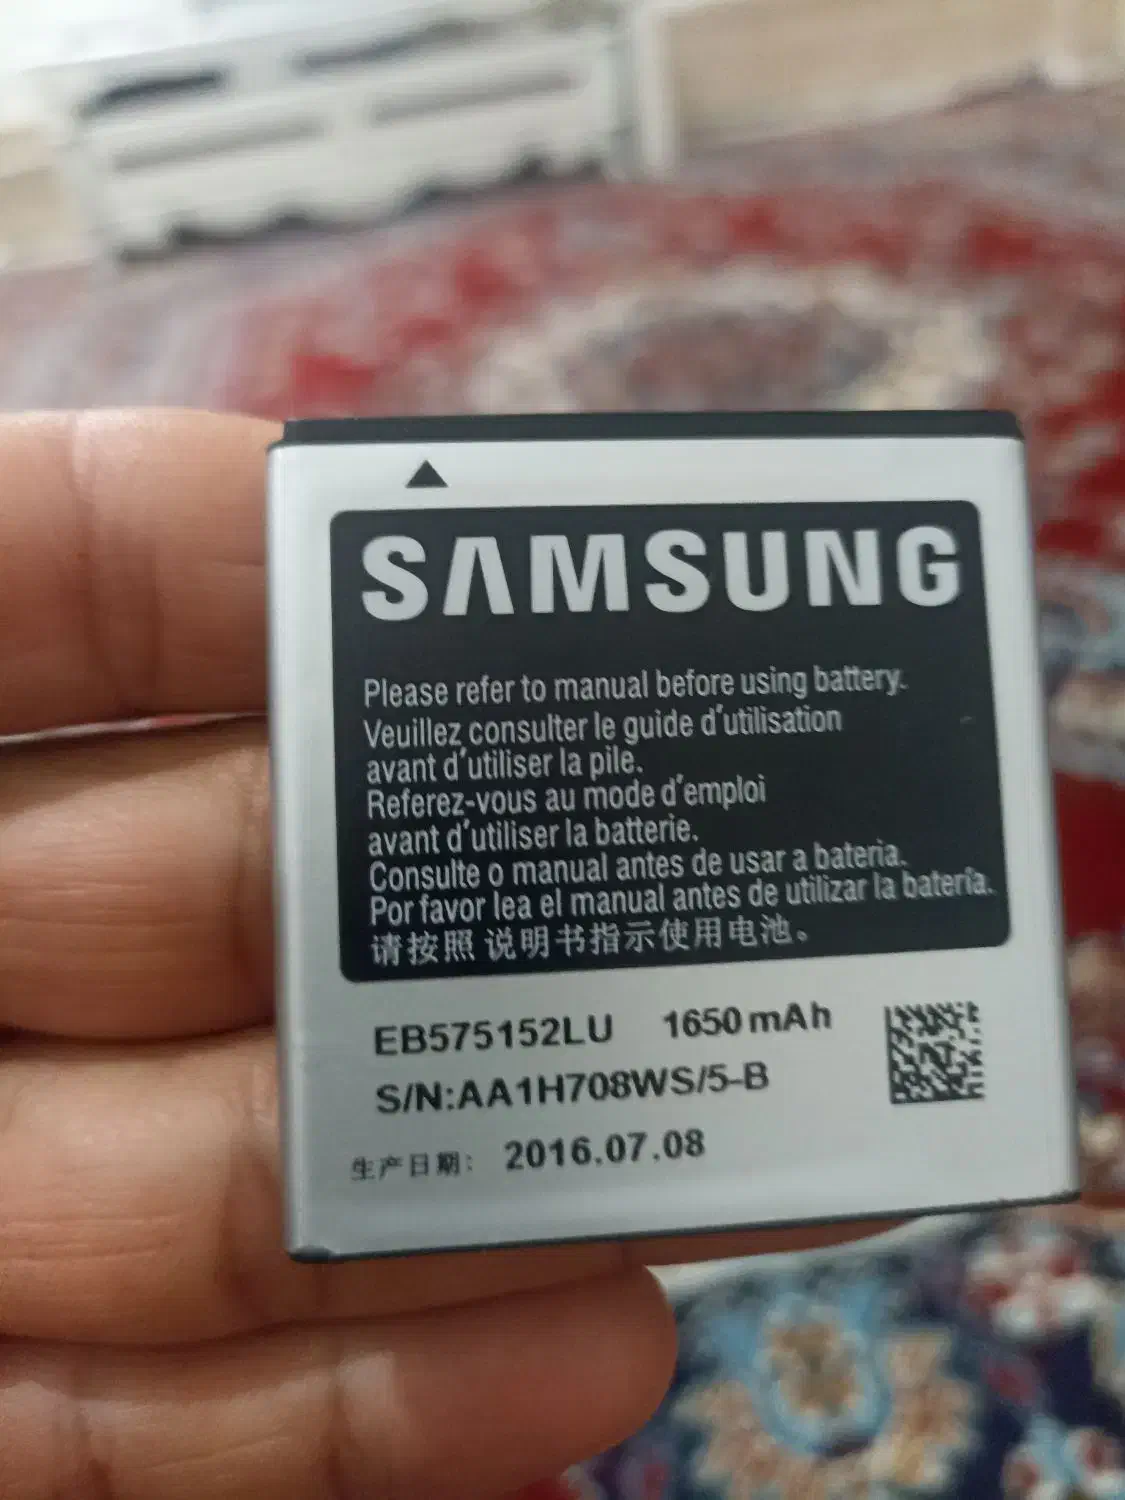 SAMSUNG
Please refer to manual before using battery.
Veuillez consulter le guide d'utilisation
avant d'utiliser la pile.
Referez-vous au mode d'emploi
avant d'utiliser la batterie.
Consulte o manual antes de usar a bateria.
Por favor lea el manual antes de utilizar la batería.
请按照 说明书指示使用电池。
EB575152LU 1650 mAh
S/N:AA1H708WS/5-B
生产日期: 2016.07.08